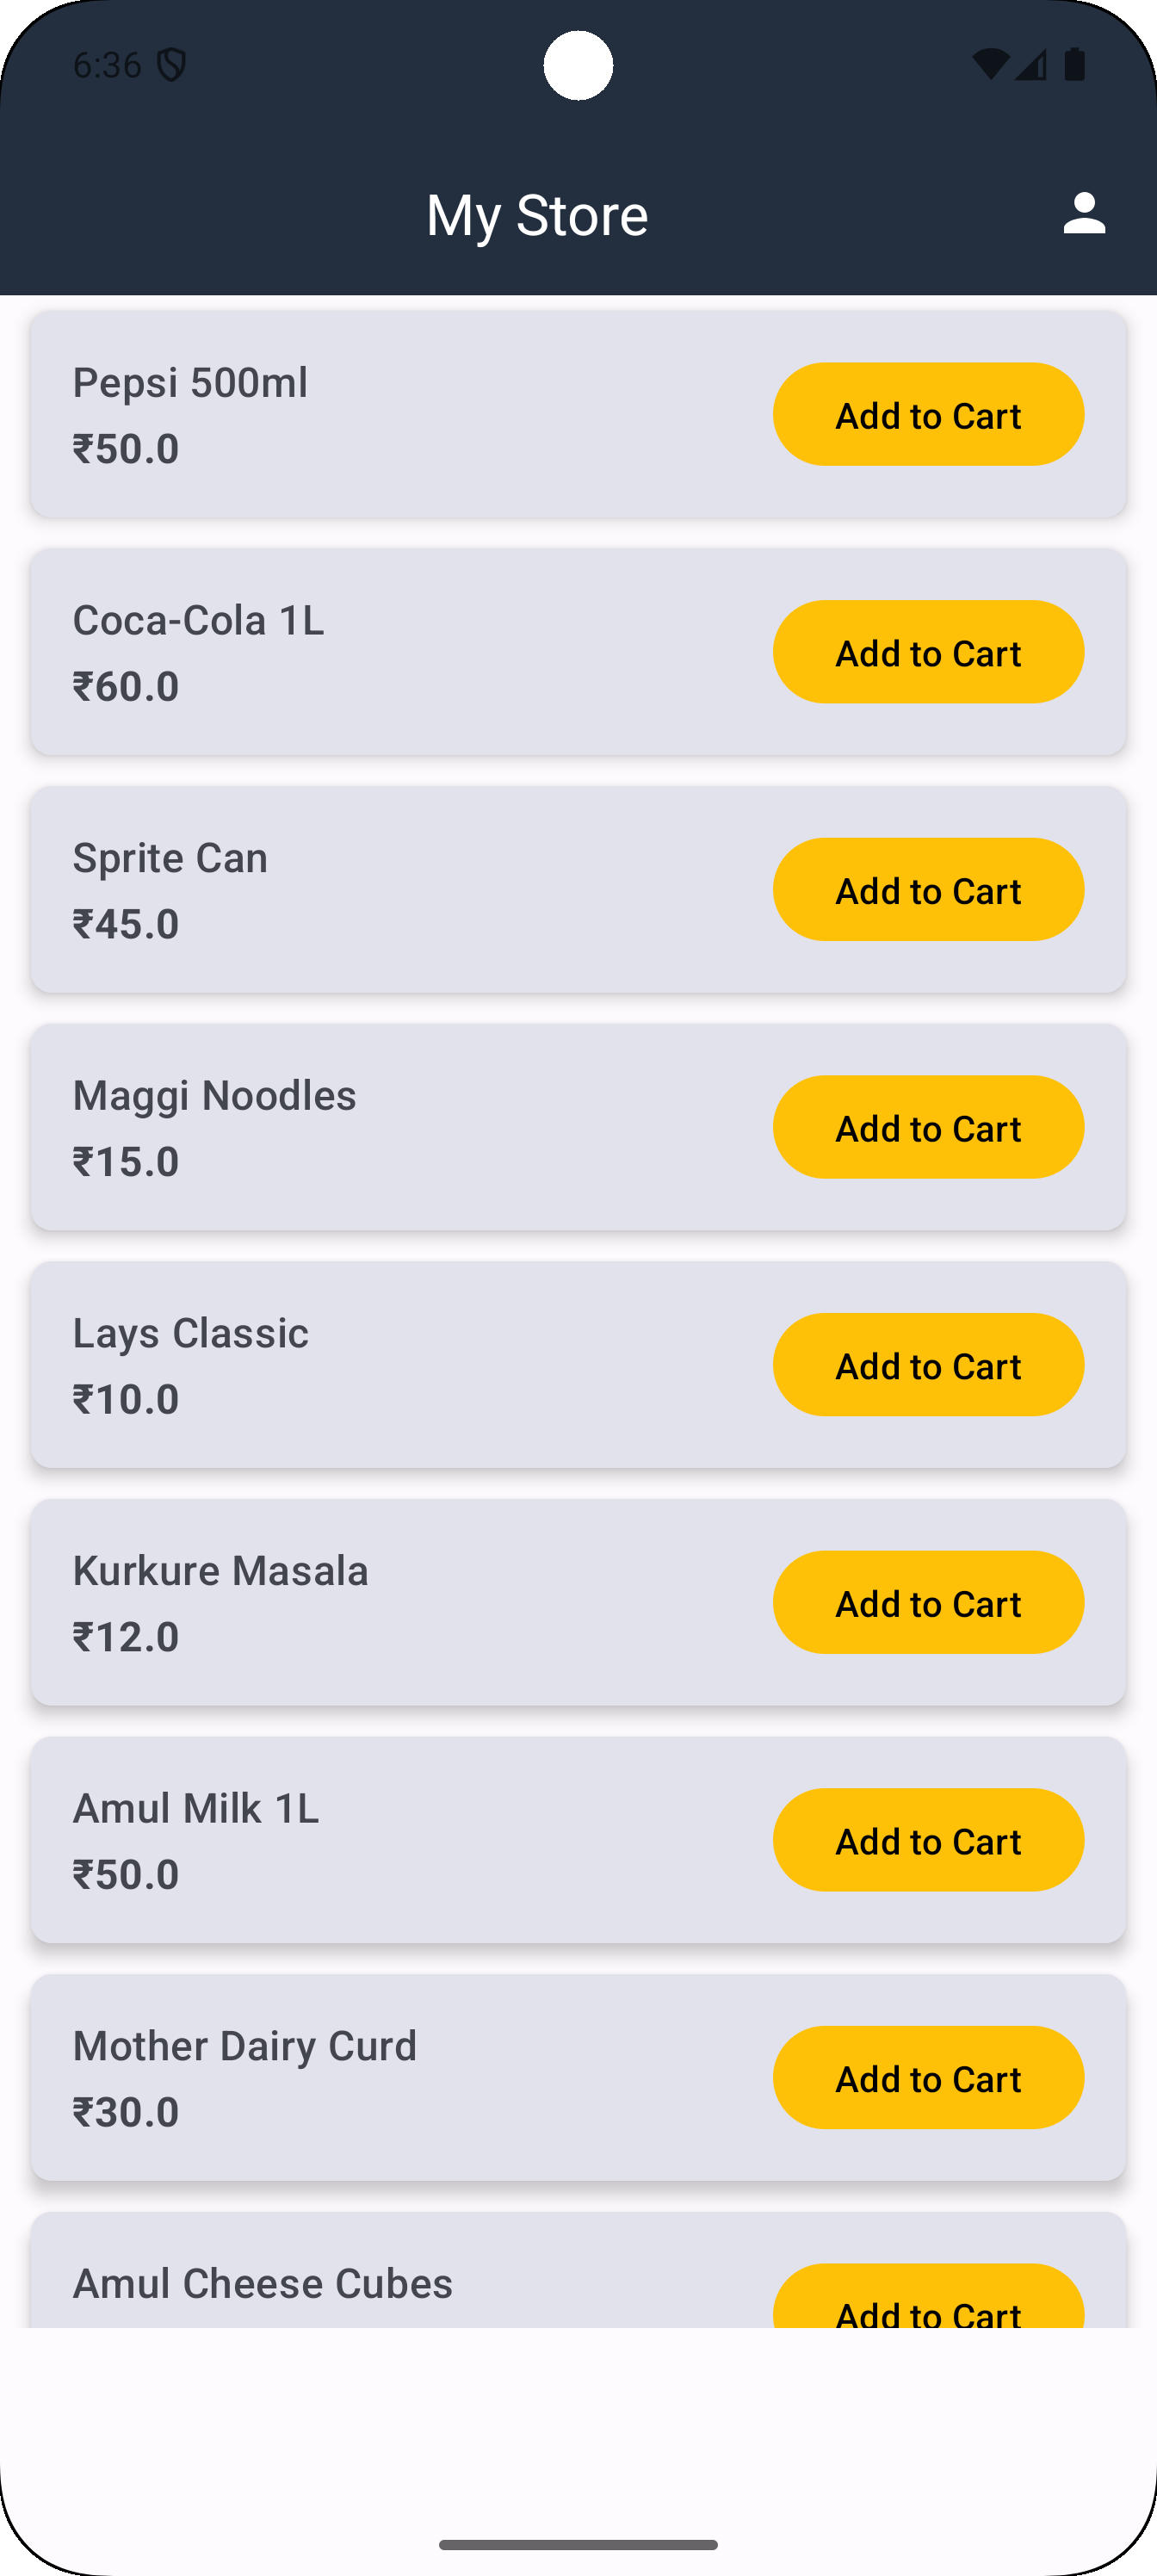 6:36
My Store
Pepsi 500ml
₹50.0
Add to Cart
Coca-Cola 1L
₹60.0
Add to Cart
Sprite Can
₹45.0
Add to Cart
Maggi Noodles
₹15.0
Add to Cart
Lays Classic
₹10.0
Add to Cart
Kurkure Masala
₹12.0
Add to Cart
Amul Milk 1L
₹50.0
Add to Cart
Mother Dairy Curd
₹30.0
Add to Cart
Amul Cheese Cubes
Add to Cart